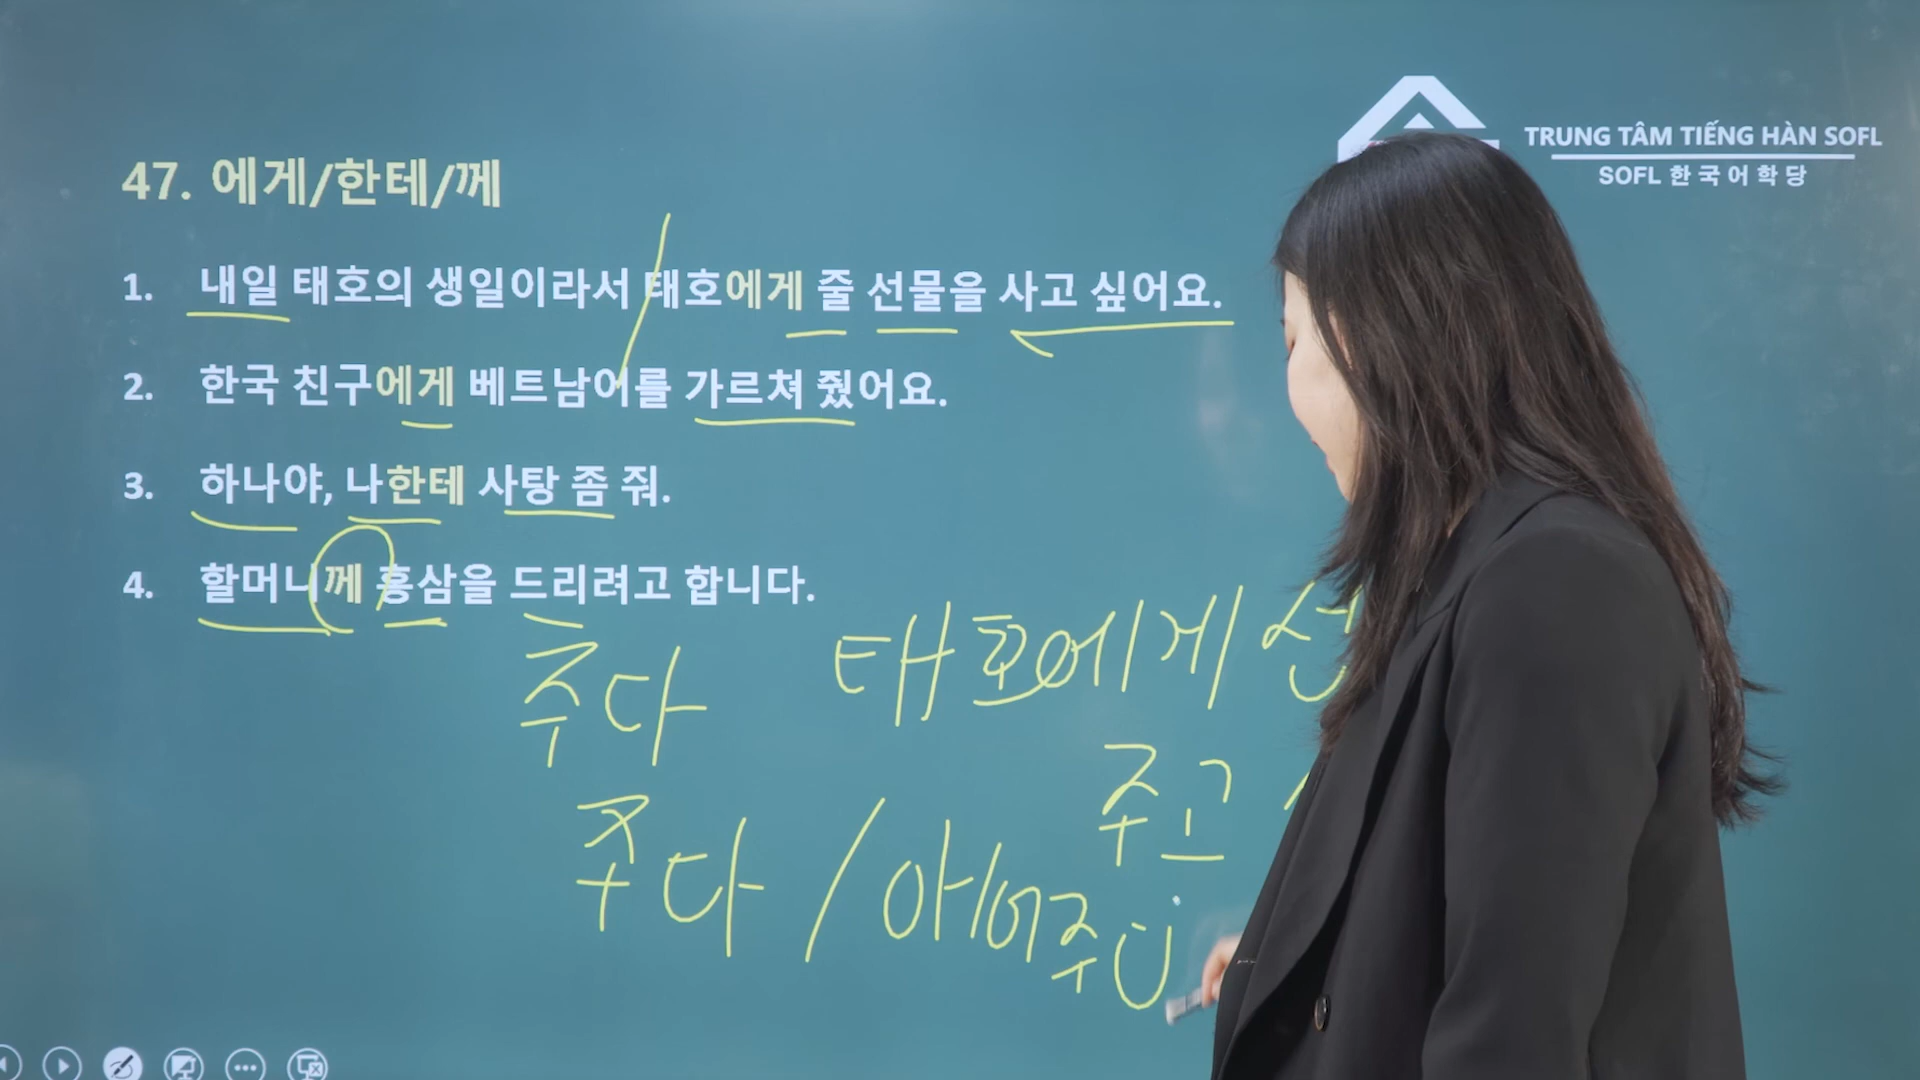 TRUNG TÂM TIẾNG HÀN SOFL
SOFL 한국어학당
47. 에게/한테/께
1. 내일 태호의 생일이라서 태호에게 줄 선물을 사고 싶어요.
2. 한국 친구에게 베트남어를 가르쳐 줬어요.
3. 하나야, 나한테 사탕 좀 줘.
4. 할머니께 홍삼을 드리려고 합니다.
주다
태호에게 선
주고
주다 / 아/어주